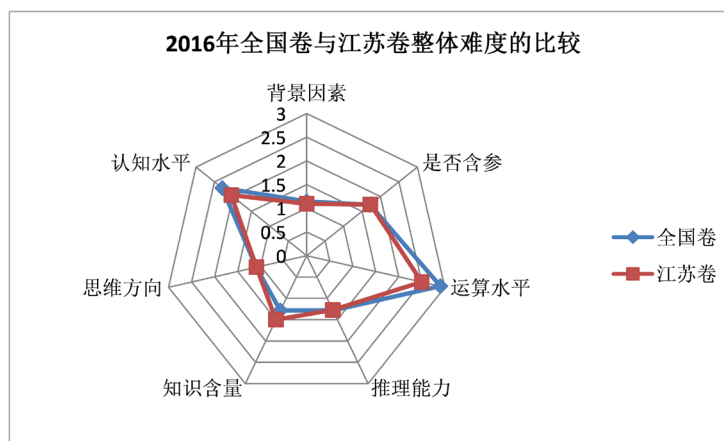 2016年全国卷与江苏卷整体难度的比较
背景因素
3
2.5
2
1.5
1
0.5
0
是否含参
运算水平
推理能力
知识含量
思维方向
认知水平
全国卷
江苏卷